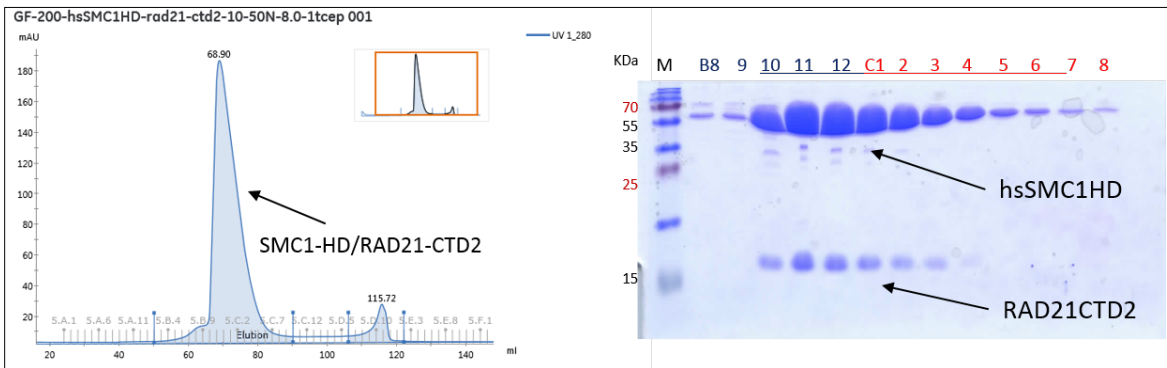 GF-200-hsSMC1HD-rad21-ctd2-10-50N-8.0-1tcep 001
mAU
UV 1_280
68.90
180
160
140
120
100
80
60
40
20
SMC1-HD/RAD21-CTD2
115.72
5.A.1 5.A.6 5.A.11 5.B.4 5.B.9 5.C.2 5.C.7 5.C.12 5.D.5 5.D.10 5.E.3 5.E.8 5.F.1
Elution
20 40 60 80 100 120 140 ml
KDa M B8 9 10 11 12 C1 2 3 4 5 6 7 8
70
55
35
25
15
hsSMC1HD
RAD21CTD2